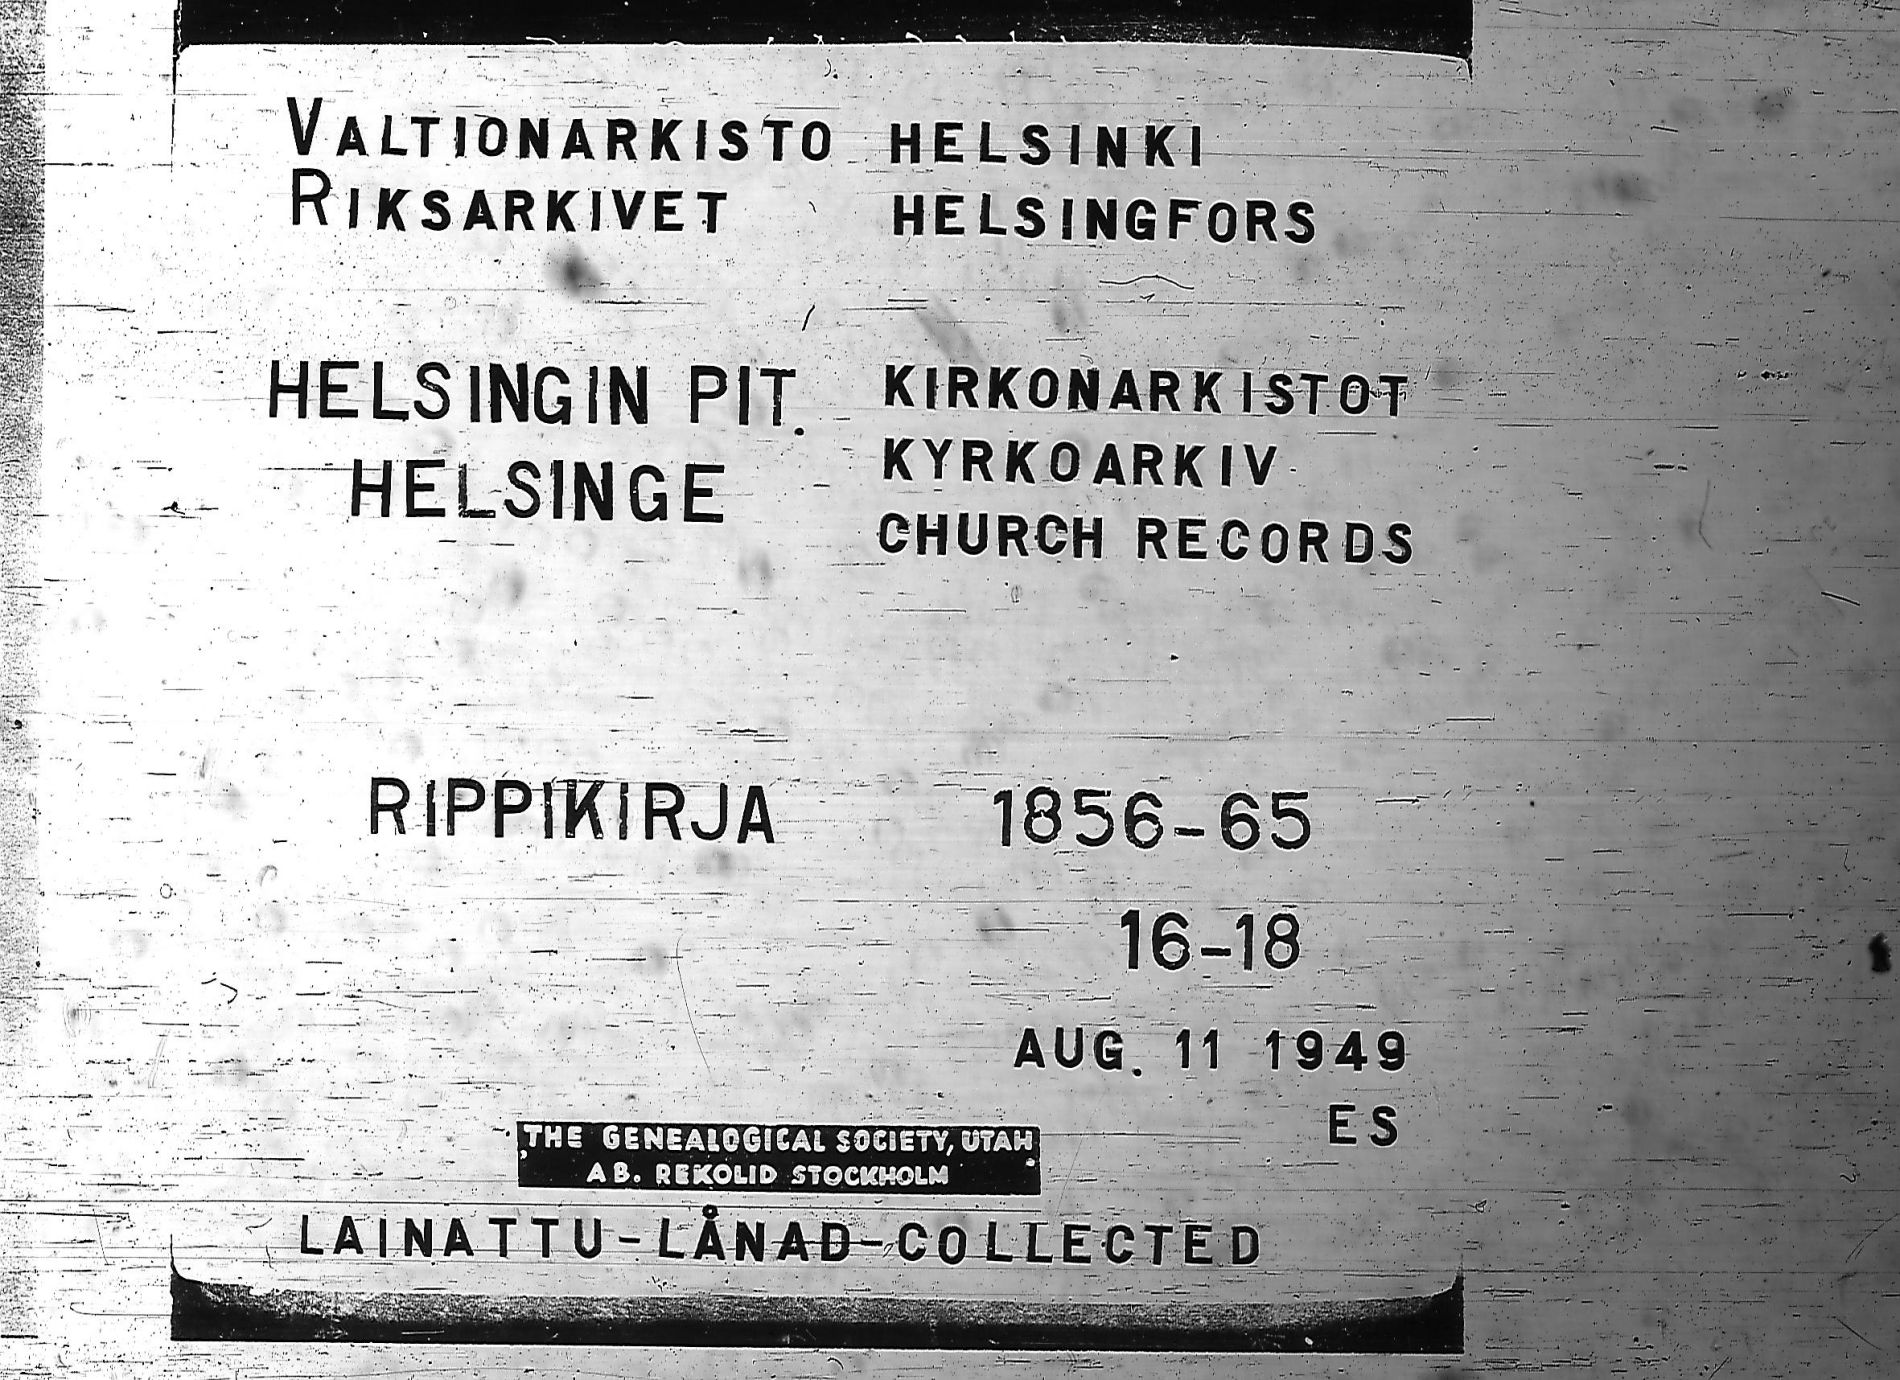 VALTIONARKISTO HELSINKI
RIKSARKIVET HELSINGFORS
HELSINGIN PIT. KIRKONARKISTOT
HELSINGE KYRKOARKIV
CHURCH RECORDS
RIPPIKIRJA 1856-65
16-18
AUG. 11 1949
ES
THE GENEALOGICAL SOCIETY, UTAH
AB. REKOLID STOCKHOLM
LAINATTU-LÅNAD-COLLECTED